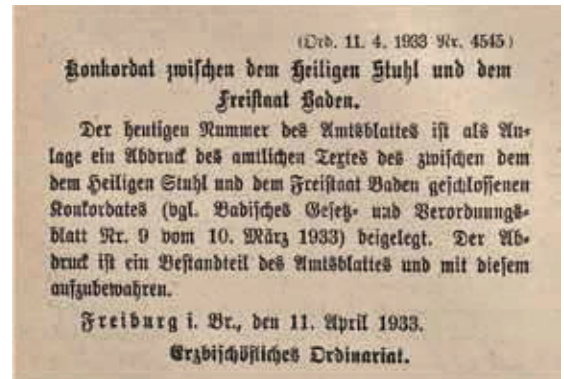 (Ord. 11. 4. 1933 Nr. 4545)
Konkordat zwischen dem Heiligen Stuhl und dem
Freistaat Baden.
Der heutigen Nummer des Amtsblattes ist als An-
lage ein Abdruck des amtlichen Textes des zwischen dem
dem Heiligen Stuhl und dem Freistaat Baden geschlossenen
Konkordates (vgl. Badisches Gesetz- und Verordnungs-
blatt Nr. 9 vom 10. März 1933) beigelegt. Der Ab-
druck ist ein Bestandteil des Amtsblattes und mit diesem
aufzubewahren.
Freiburg i. Br., den 11. April 1933.
Erzbischöfliches Ordinariat.